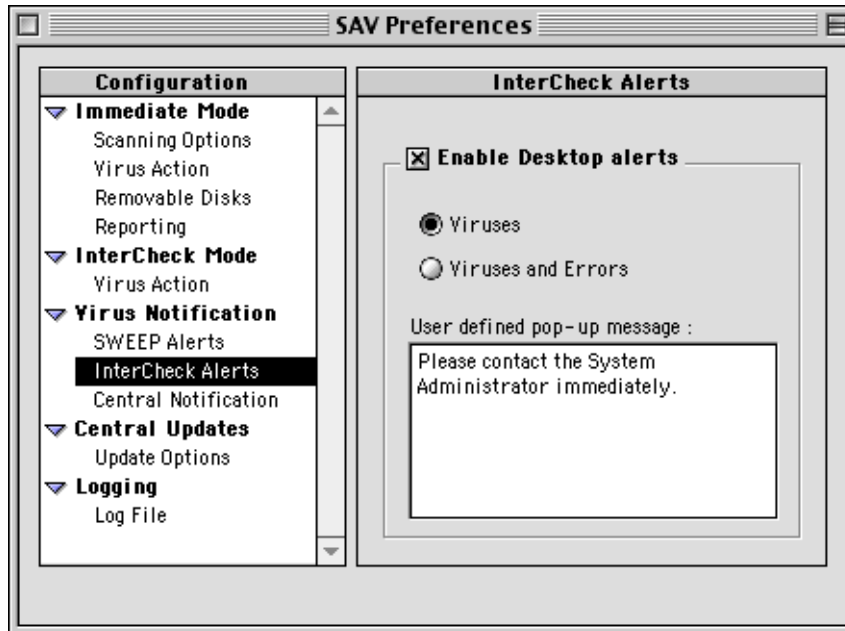 SAV Preferences
Configuration
Immediate Mode
Scanning Options
Virus Action
Removable Disks
Reporting
InterCheck Mode
Virus Action
Virus Notification
SWEEP Alerts
InterCheck Alerts
Central Notification
Central Updates
Update Options
Logging
Log File
InterCheck Alerts
Enable Desktop alerts
Viruses
Viruses and Errors
User defined pop-up message :
Please contact the System
Administrator immediately.